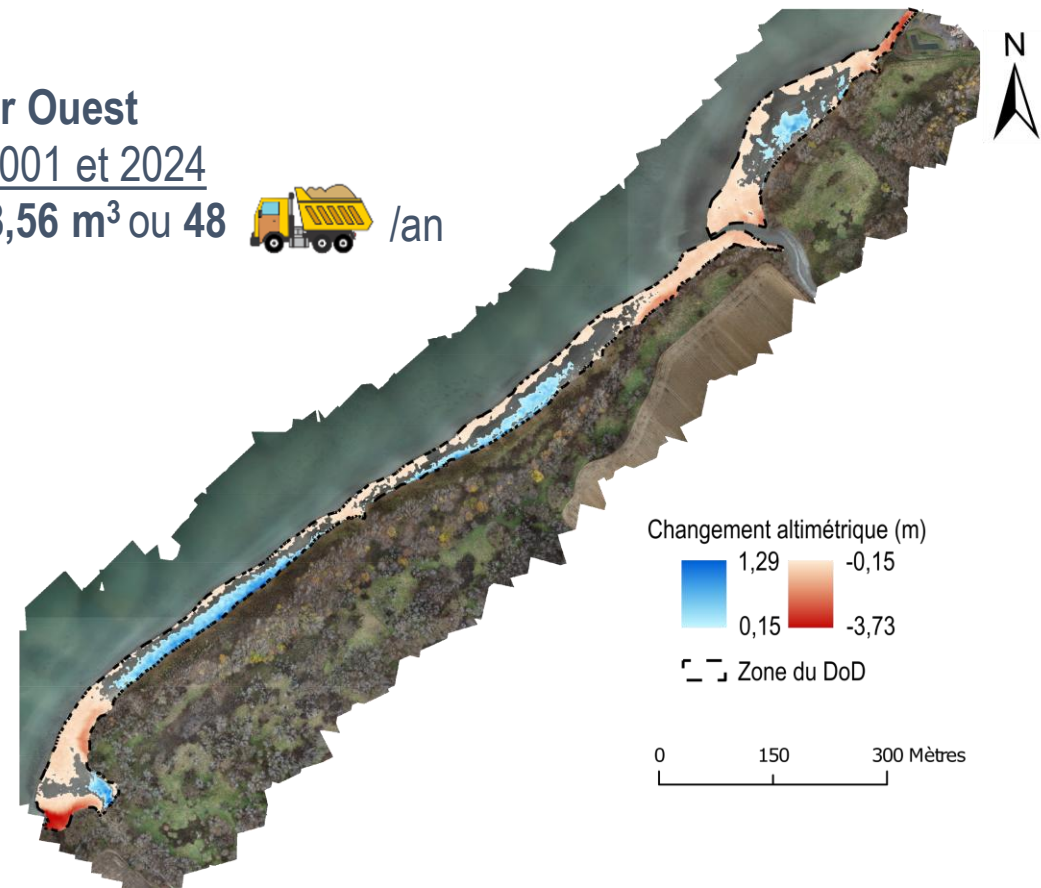 r Ouest
001 et 2024
,56 m³ ou 48 /an
N
Changement altimétrique (m)
1,29 -0,15
0,15 -3,73
Zone du DoD
0 150 300 Mètres